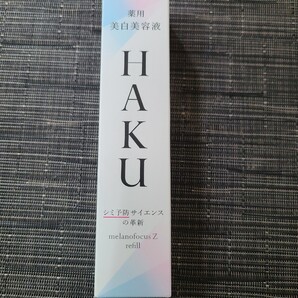 薬用
美白美容液
HAKU
シミ予防サイエンス
の革新
melanofocus Z
refill